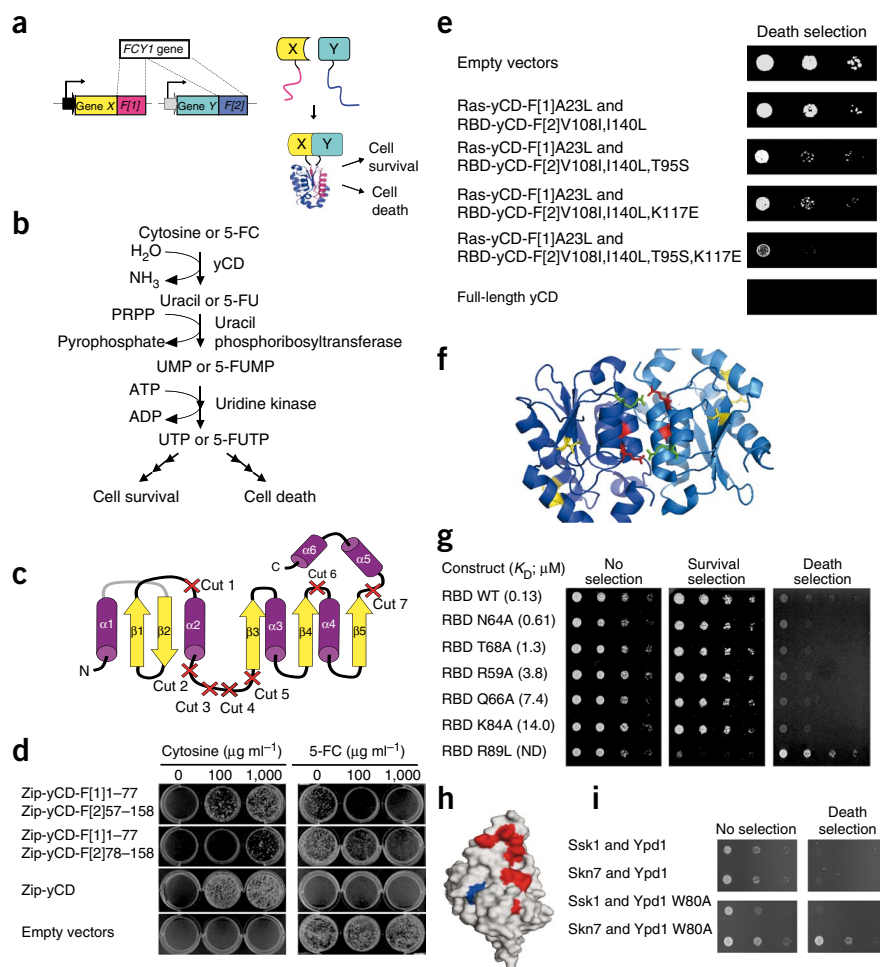 a
FCY1 gene
Gene X F[1] Gene Y F[2]
X Y
X Y
Cell
survival
Cell
death
b
Cytosine or 5-FC
H2O
yCD
NH3
Uracil or 5-FU
PRPP
Uracil
phosphoribosyltransferase
Pyrophosphate
UMP or 5-FUMP
ATP
Uridine kinase
ADP
UTP or 5-FUTP
Cell survival Cell death
c
α6 α5
C
Cut 1 Cut 6
Cut 7
α1 β1 β2 α2 β3 α3 β4 α4 β5
N
Cut 2 Cut 5
Cut 3 Cut 4
d
Cytosine (μg ml–1) 5-FC (μg ml–1)
0 100 1,000 0 100 1,000
Zip-yCD-F[1]1–77
Zip-yCD-F[2]57–158
Zip-yCD-F[1]1–77
Zip-yCD-F[2]78–158
Zip-yCD
Empty vectors
e
Death selection
Empty vectors
Ras-yCD-F[1]A23L and
RBD-yCD-F[2]V108I,I140L
Ras-yCD-F[1]A23L and
RBD-yCD-F[2]V108I,I140L,T95S
Ras-yCD-F[1]A23L and
RBD-yCD-F[2]V108I,I140L,K117E
Ras-yCD-F[1]A23L and
RBD-yCD-F[2]V108I,I140L,T95S,K117E
Full-length yCD
f
g
Construct (KD; μM)
No
selection
Survival
selection
Death
selection
RBD WT (0.13)
RBD N64A (0.61)
RBD T68A (1.3)
RBD R59A (3.8)
RBD Q66A (7.4)
RBD K84A (14.0)
RBD R89L (ND)
h
i
No selection
Death
selection
Ssk1 and Ypd1
Skn7 and Ypd1
Ssk1 and Ypd1 W80A
Skn7 and Ypd1 W80A